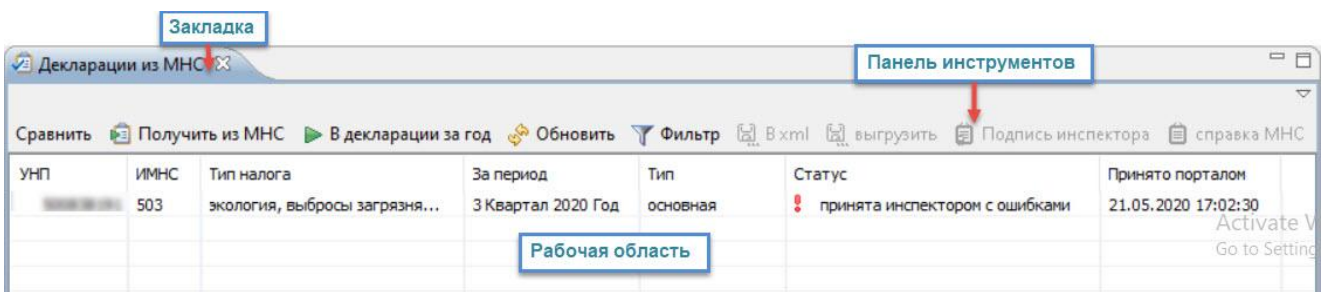 Закладка
Декларации из МНС
Панель инструментов
Сравнить Получить из МНС В декларации за год Обновить Фильтр В xml выгрузить Подпись инспектора справка МНС
УНП ИМНС Тип налога За период Тип Статус Принято порталом
503 экология, выбросы загрязня... 3 Квартал 2020 Год основная принята инспектором с ошибками 21.05.2020 17:02:30
Activate
Рабочая область
Go to Setting